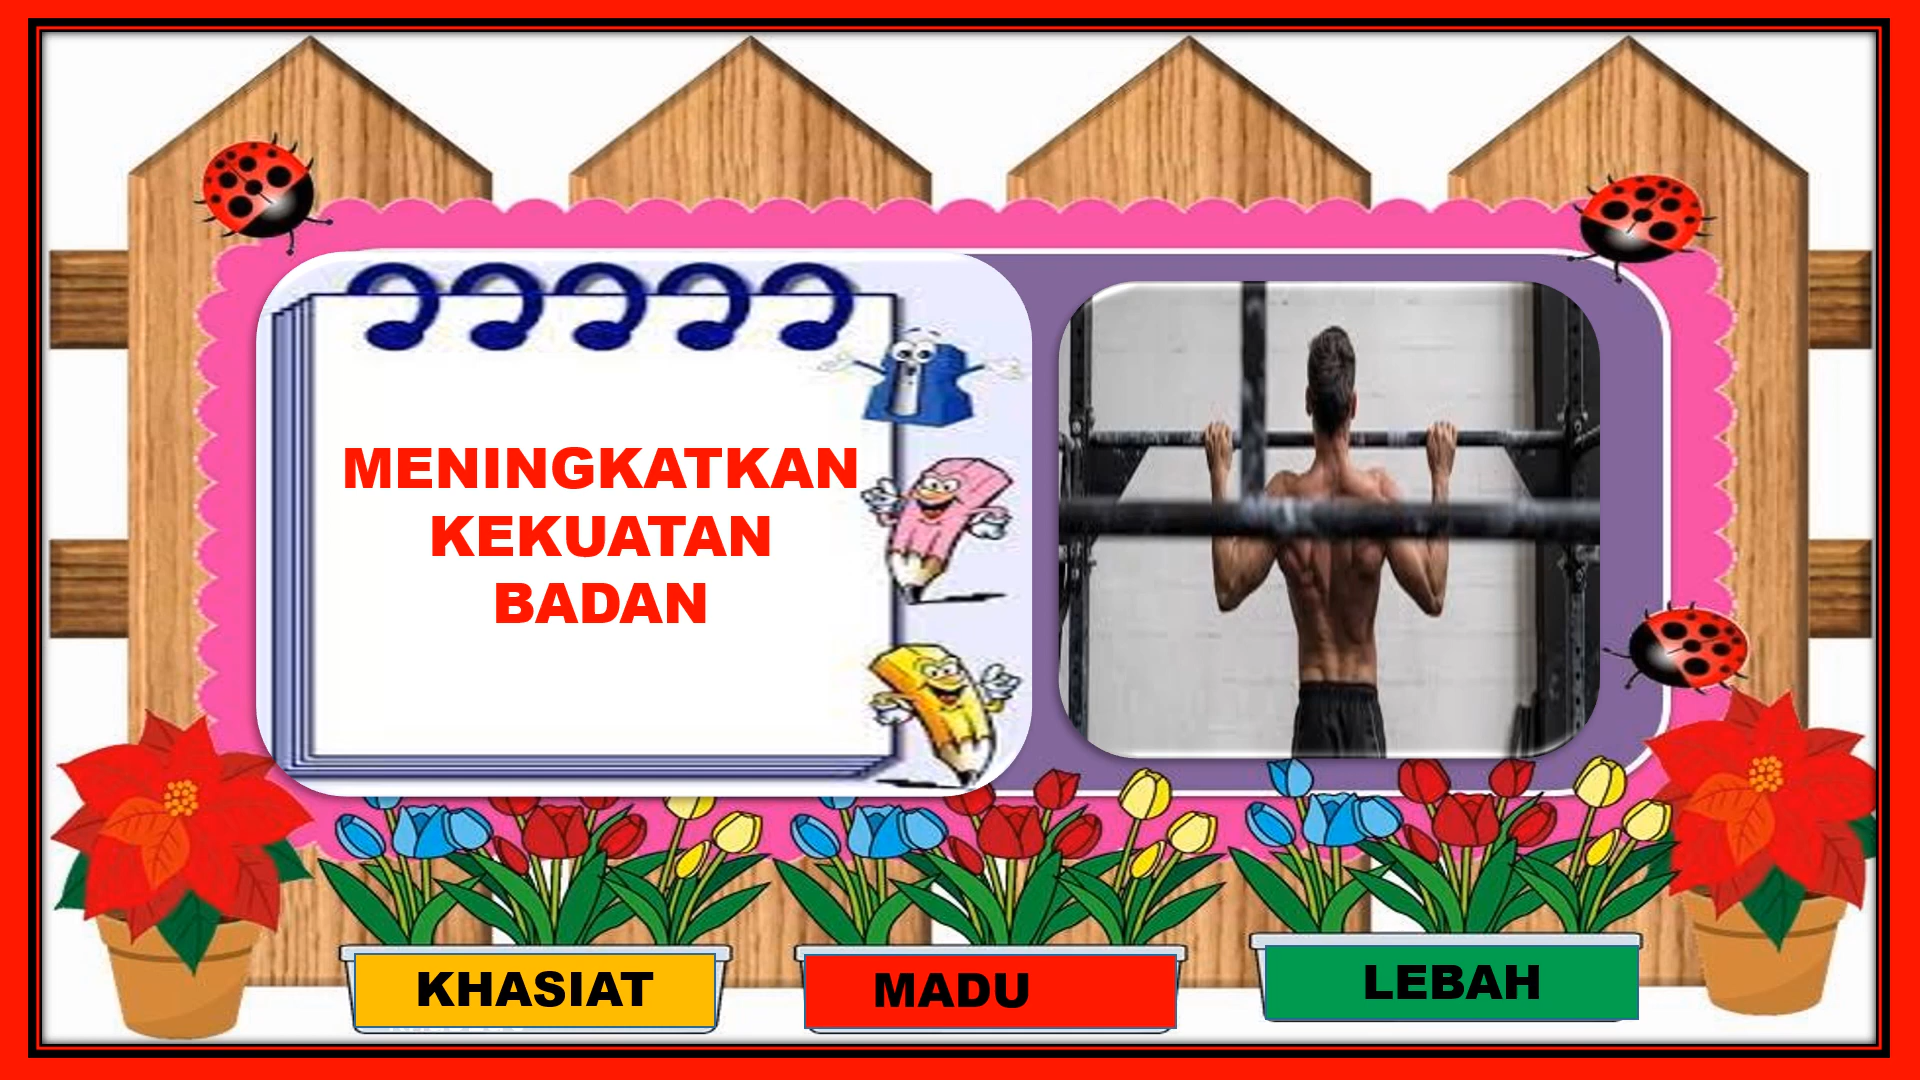 MENINGKATKAN
KEKUATAN
BADAN
KHASIAT
MADU
LEBAH